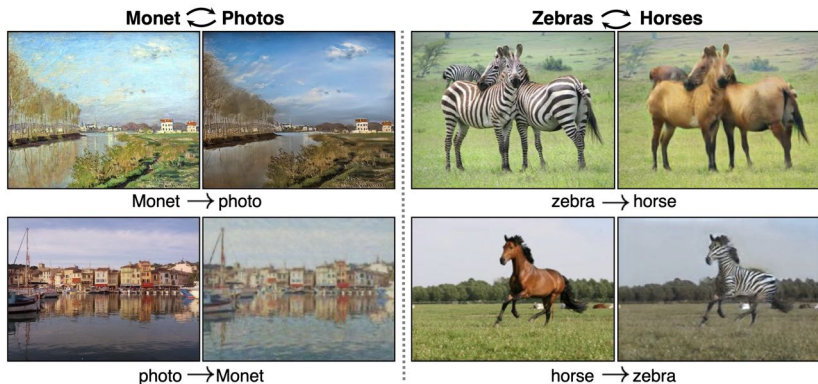 Monet Photos
Monet → photo
photo → Monet
Zebras Horses
zebra → horse
horse → zebra